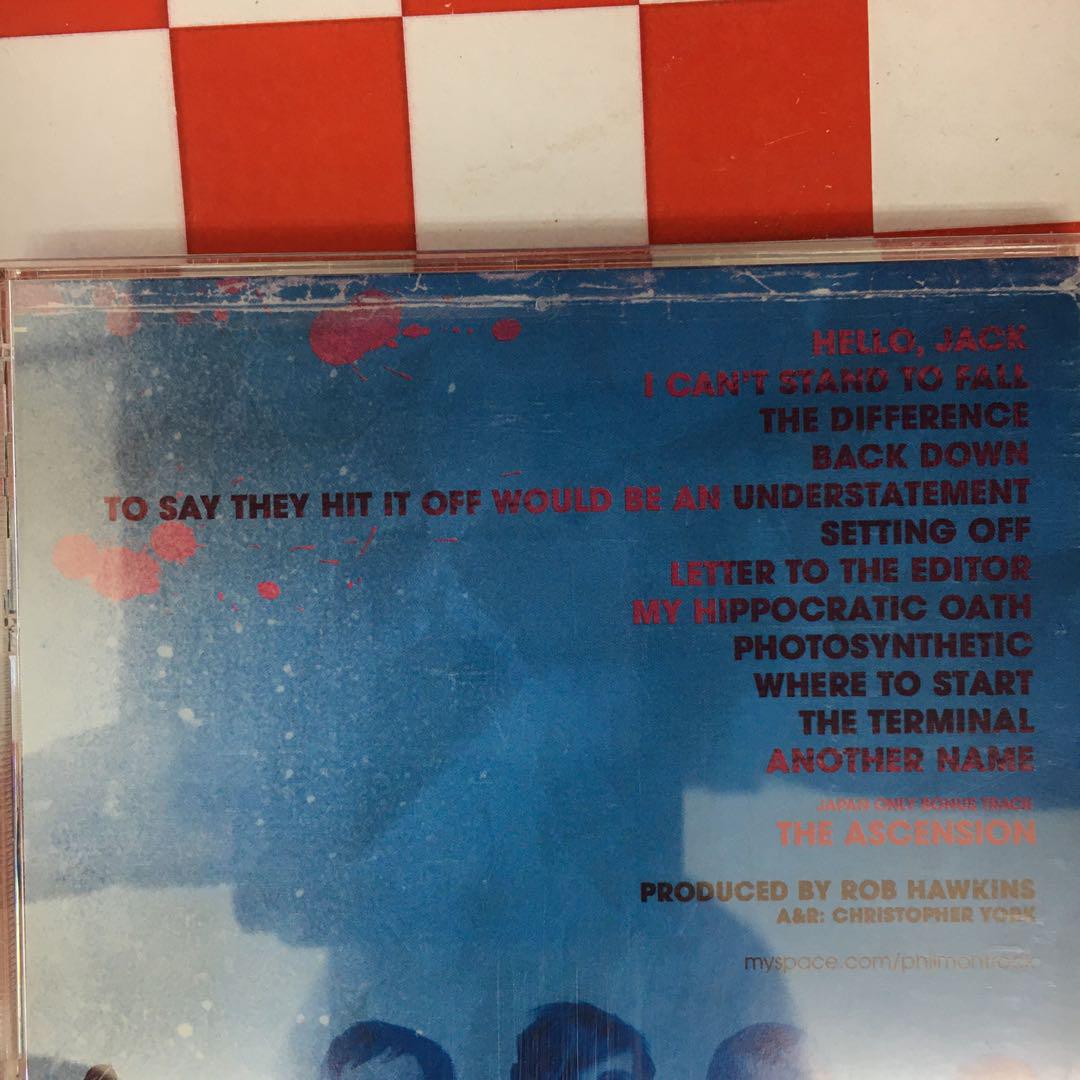 HELLO, JACK
I CAN'T STAND TO FALL
THE DIFFERENCE
BACK DOWN
TO SAY THEY HIT IT OFF WOULD BE AN UNDERSTATEMENT
SETTING OFF
LETTER TO THE EDITOR
MY HIPPOCRATIC OATH
PHOTOSYNTHETIC
WHERE TO START
THE TERMINAL
ANOTHER NAME
JAPAN ONLY BONUS TRACK
THE ASCENSION
PRODUCED BY ROB HAWKINS
A&R: CHRISTOPHER YORK